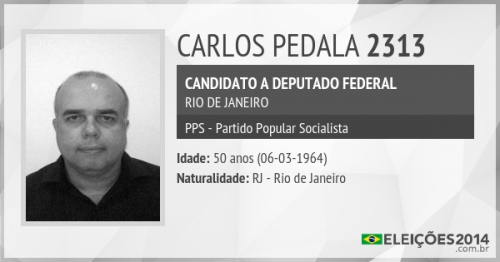 CARLOS PEDALA 2313
CANDIDATO A DEPUTADO FEDERAL
RIO DE JANEIRO
PPS - Partido Popular Socialista
Idade: 50 anos (06-03-1964)
Naturalidade: RJ - Rio de Janeiro
ELEIÇÕES2014
.com.br